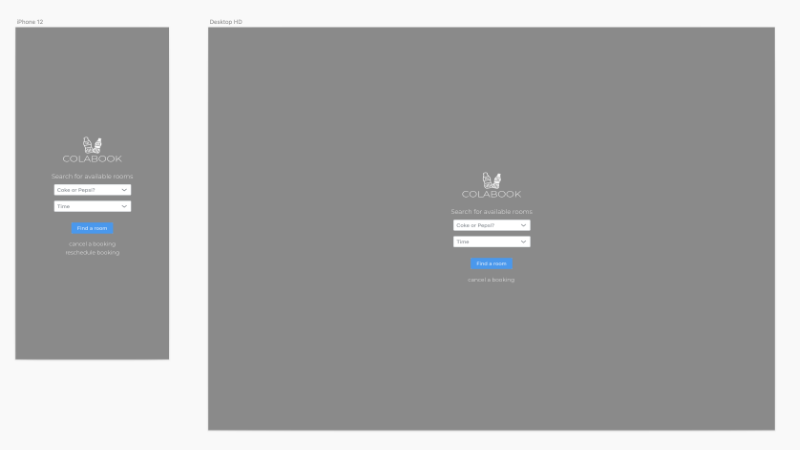 iPhone 12
COLABOOK
Search for available rooms
Coke or Pepsi?
Time
Find a room
cancel a booking
reschedule booking
Desktop HD
COLABOOK
Search for available rooms
Coke or Pepsi?
Time
Find a room
cancel a booking